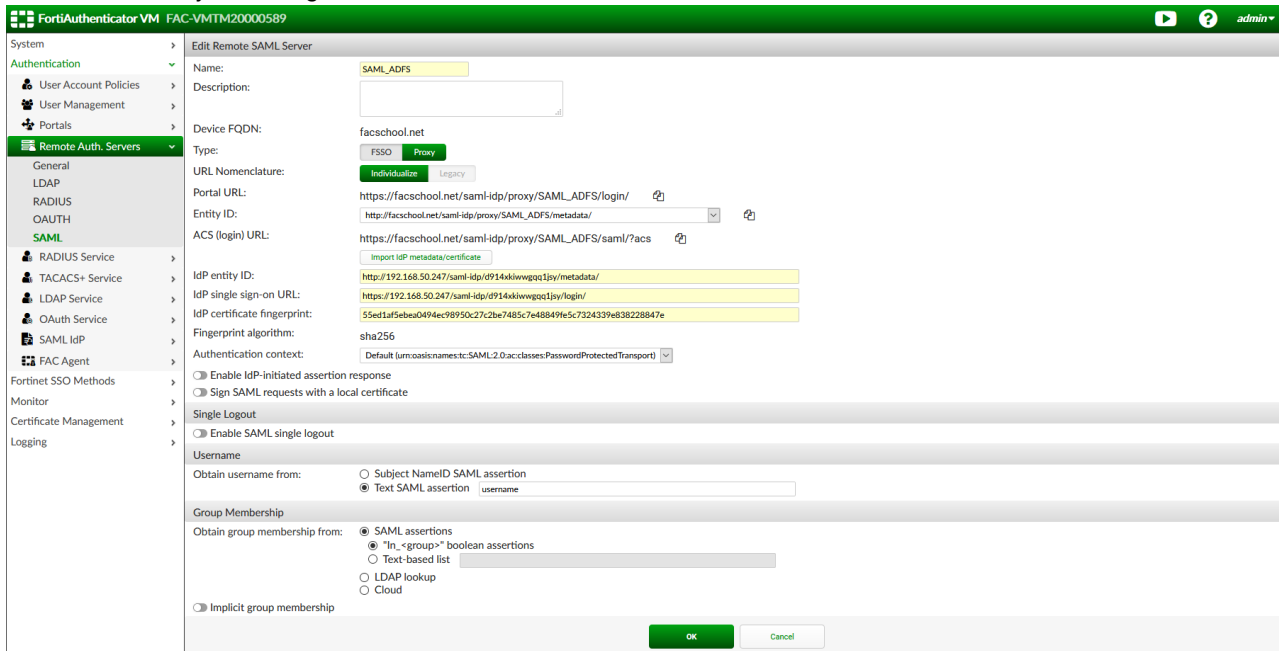 FortiAuthenticator VM FAC-VMTM20000589
admin
System
Authentication
User Account Policies
User Management
Portals
Remote Auth. Servers
General
LDAP
RADIUS
OAUTH
SAML
RADIUS Service
TACACS+ Service
LDAP Service
OAuth Service
SAML IdP
FAC Agent
Fortinet SSO Methods
Monitor
Certificate Management
Logging
Edit Remote SAML Server
Name: SAML_ADFS
Description:
Device FQDN: facschool.net
Type: FSSO Proxy
URL Nomenclature: Individualize Legacy
Portal URL: https://facschool.net/saml-idp/proxy/SAML_ADFS/login/
Entity ID: http://facschool.net/saml-idp/proxy/SAML_ADFS/metadata/
ACS (login) URL: https://facschool.net/saml-idp/proxy/SAML_ADFS/saml/?acs
Import IdP metadata/certificate
IdP entity ID: http://192.168.50.247/saml-idp/d914xkiwwgqq1jsy/metadata/
IdP single sign-on URL: https://192.168.50.247/saml-idp/d914xkiwwgqq1jsy/login/
IdP certificate fingerprint: 55ed1af5ebea0494ec98950c27c2be7485c7e48849fe5c7324339e838228847e
Fingerprint algorithm: sha256
Authentication context: Default (urn:oasis:names:tc:SAML:2.0:ac:classes:PasswordProtectedTransport)
Enable IdP-initiated assertion response
Sign SAML requests with a local certificate
Single Logout
Enable SAML single logout
Username
Obtain username from: Subject NameID SAML assertion
Text SAML assertion username
Group Membership
Obtain group membership from: SAML assertions
"In_<group>" boolean assertions
Text-based list
LDAP lookup
Cloud
Implicit group membership
OK Cancel